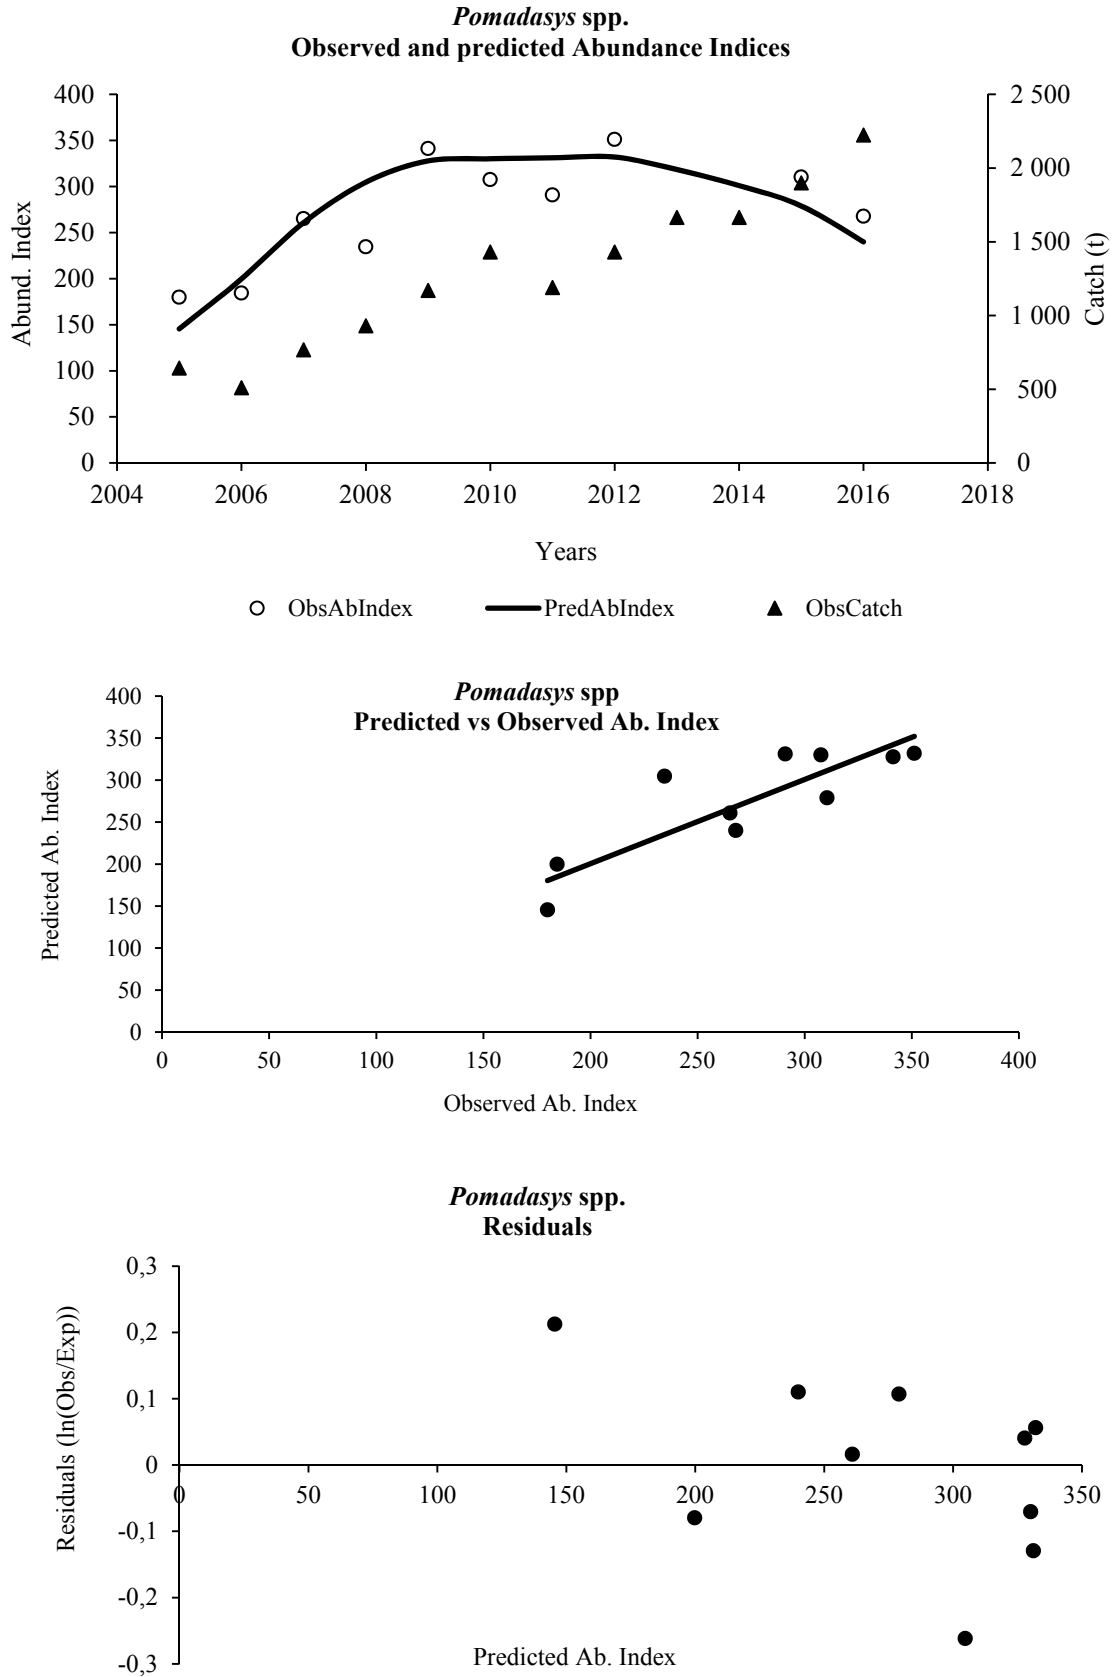 Pomadasys spp.
Observed and predicted Abundance Indices
400
350
300
250
200
150
100
50
0
Abund. Index
2 500
2 000
1 500
1 000
500
0
Catch (t)
2004 2006 2008 2010 2012 2014 2016 2018
Years
ObsAbIndex PredAbIndex ObsCatch
Pomadasys spp
Predicted vs Observed Ab. Index
400
350
300
250
200
150
100
50
0
Predicted Ab. Index
0 50 100 150 200 250 300 350 400
Observed Ab. Index
Pomadasys spp.
Residuals
0,3
0,2
0,1
0
-0,1
-0,2
-0,3
Residuals (ln(Obs/Exp))
0 50 100 150 200 250 300 350
Predicted Ab. Index